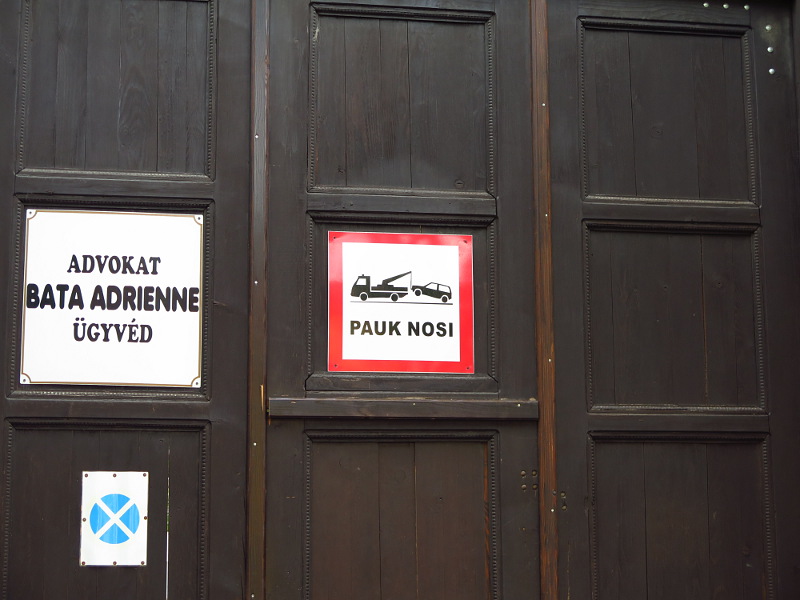 ADVOKAT
BATA ADRIENNE
ÜGYVÉD
PAUK NOSI